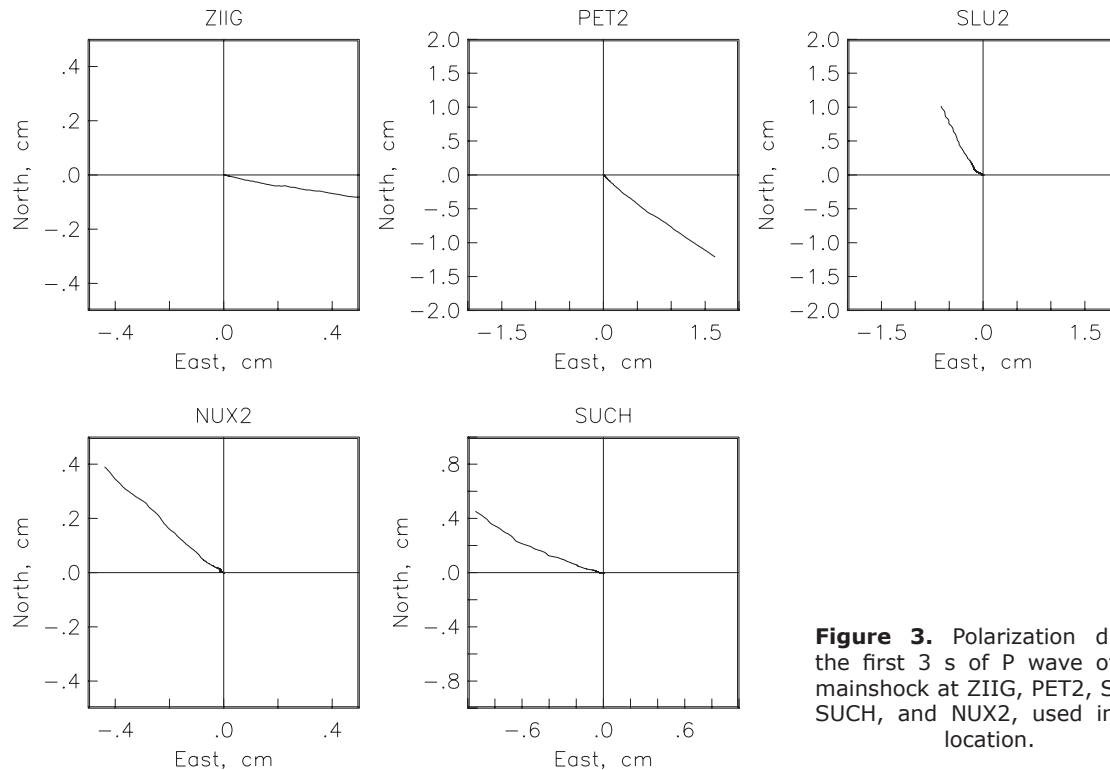 ZIIG
PET2
SLU2
.4
.2
.0
−.2
−.4
North, cm
−.4
.0
.4
East, cm
2.0
1.5
1.0
.5
.0
−.5
−1.0
−1.5
−2.0
North, cm
−1.5
.0
1.5
East, cm
2.0
1.5
1.0
.5
.0
−.5
−1.0
−1.5
−2.0
North, cm
−1.5
.0
1.5
East, cm
NUX2
SUCH
.4
.2
.0
−.2
−.4
North, cm
−.4
.0
.4
East, cm
.8
.4
.0
−.4
−.8
North, cm
−.6
.0
.6
East, cm
Figure 3. Polarization d
the first 3 s of P wave o
mainshock at ZIIG, PET2, S
SUCH, and NUX2, used in
location.